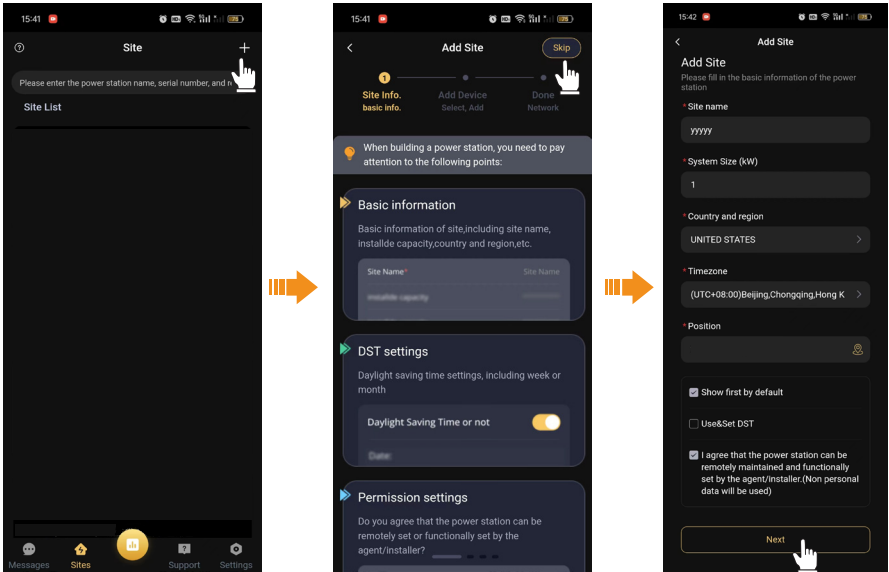 15:41
Site
Please enter the power station name, serial number, and
Site List
Messages
Sites
Support
Settings
15:41
Add Site
Skip
1
Site Info.
basic info.
Add Device
Select, Add
Done
Network
When building a power station, you need to pay
attention to the following points:
Basic information
Basic information of site,including site name,
installde capacity,country and region,etc.
Site Name*
Site Name
installde capacity
DST settings
Daylight saving time settings, including week or
month
Daylight Saving Time or not
Date:
Permission settings
Do you agree that the power station can be
remotely set or functionally set by the
agent/installer?
15:42
Add Site
Add Site
Please fill in the basic information of the power
station
*Site name
yyyyy
*System Size (kW)
1
*Country and region
UNITED STATES
*Timezone
(UTC+08:00)Beijing,Chongqing,Hong K
*Position
Show first by default
Use&Set DST
I agree that the power station can be
remotely maintained and functionally
set by the agent/installer.(Non personal
data will be used)
Next